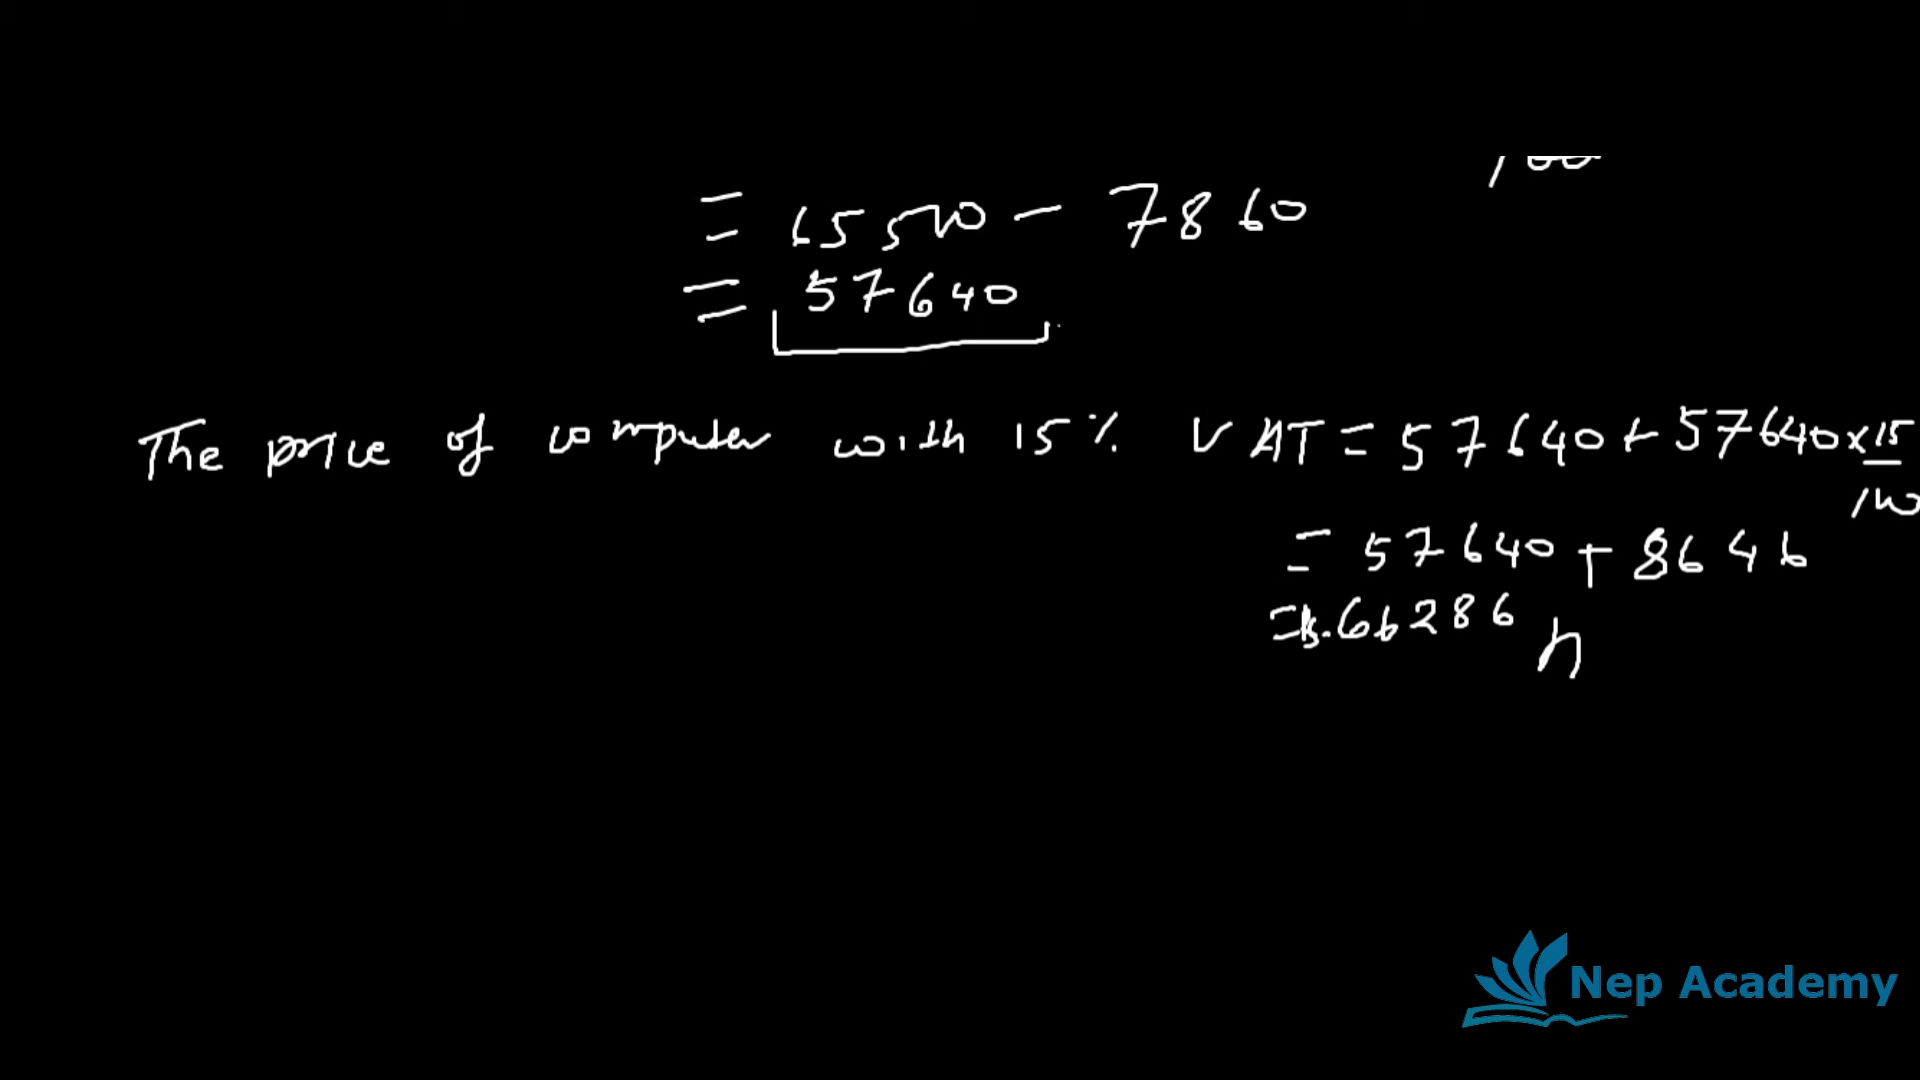 100
= 65500 - 7860
= 57640
The price of computer with 15% VAT = 57640 + 57640 × 15/100
= 57640 + 8646
= Rs. 66286
Nep Academy